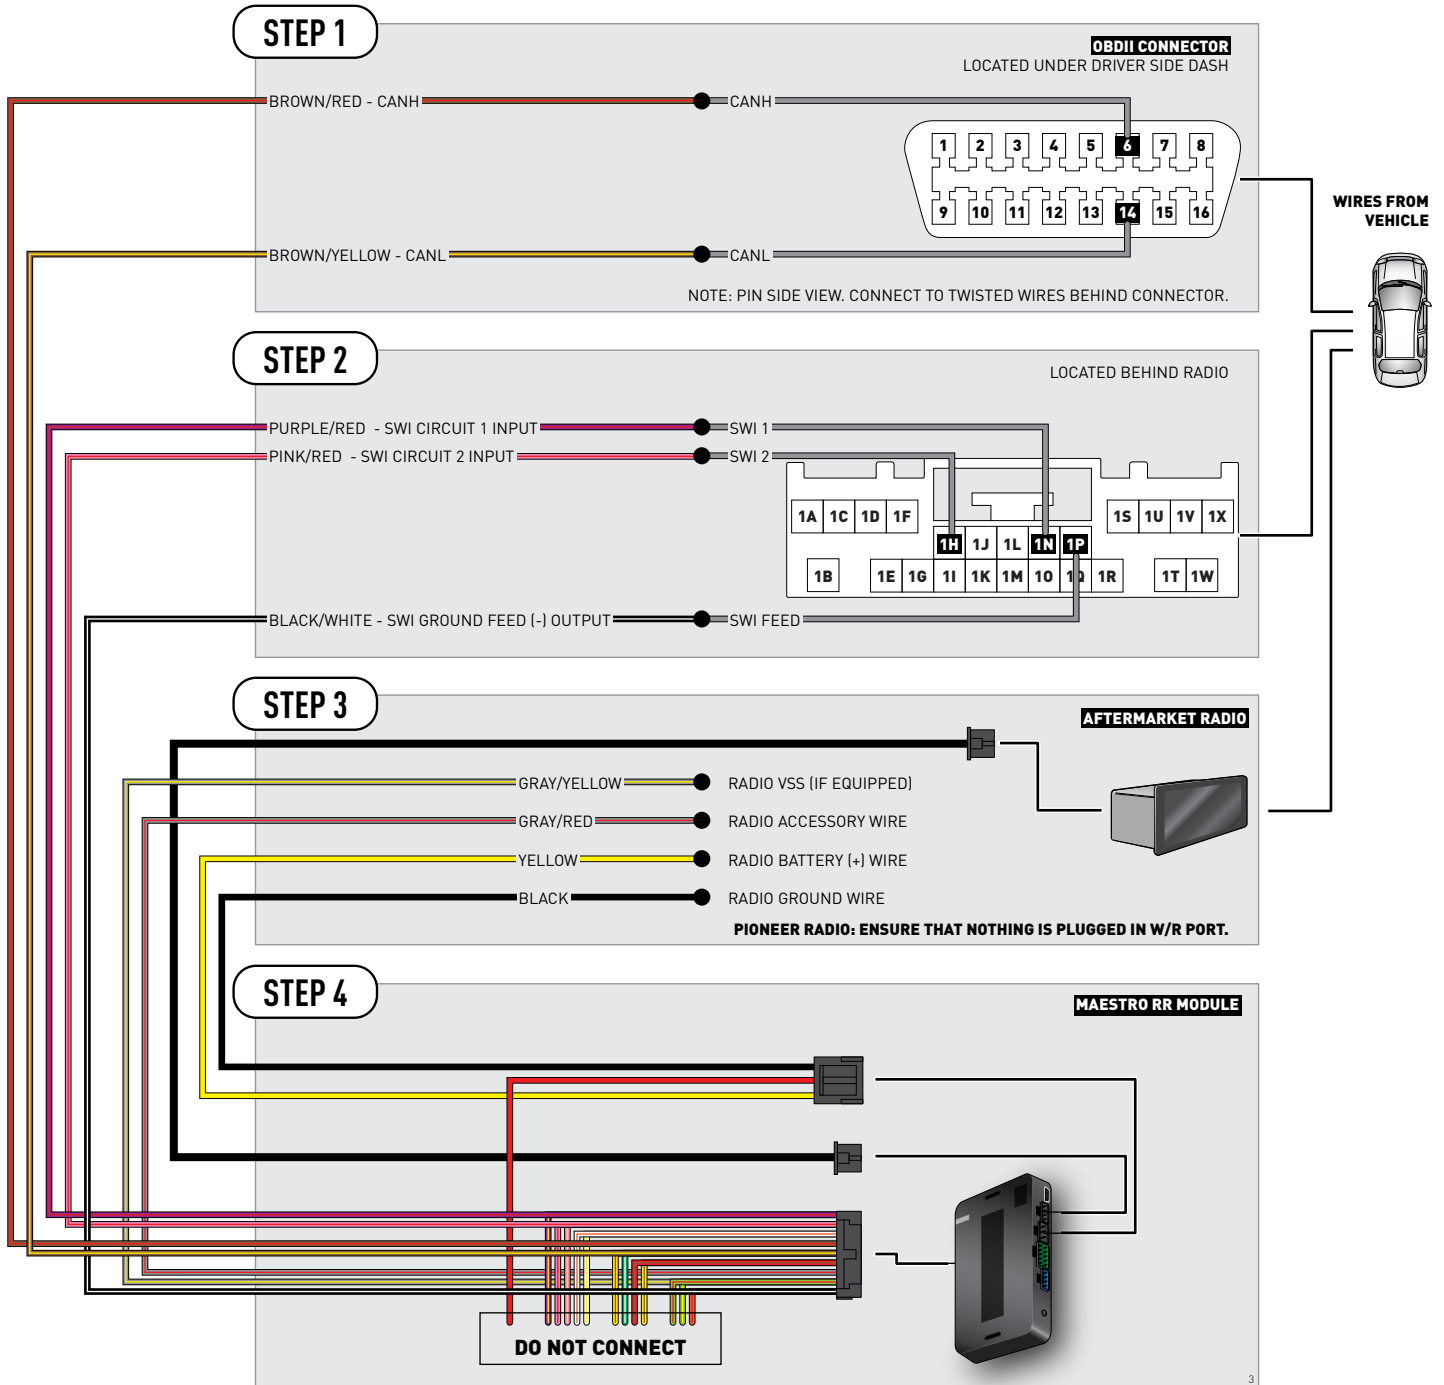 STEP 1
OBDII CONNECTOR
LOCATED UNDER DRIVER SIDE DASH
BROWN/RED - CANH
CANH
1 2 3 4 5 6 7 8
9 10 11 12 13 14 15 16
WIRES FROM
VEHICLE
BROWN/YELLOW - CANL
CANL
NOTE: PIN SIDE VIEW. CONNECT TO TWISTED WIRES BEHIND CONNECTOR.
STEP 2
LOCATED BEHIND RADIO
PURPLE/RED - SWI CIRCUIT 1 INPUT
SWI 1
PINK/RED - SWI CIRCUIT 2 INPUT
SWI 2
1A 1C 1D 1F 1S 1U 1V 1X
1H 1J 1L 1N 1P
1B 1E 1G 1I 1K 1M 1O 1Q 1R 1T 1W
BLACK/WHITE - SWI GROUND FEED (-) OUTPUT
SWI FEED
STEP 3
AFTERMARKET RADIO
GRAY/YELLOW
RADIO VSS (IF EQUIPPED)
GRAY/RED
RADIO ACCESSORY WIRE
YELLOW
RADIO BATTERY (+) WIRE
BLACK
RADIO GROUND WIRE
PIONEER RADIO: ENSURE THAT NOTHING IS PLUGGED IN W/R PORT.
STEP 4
MAESTRO RR MODULE
DO NOT CONNECT
3